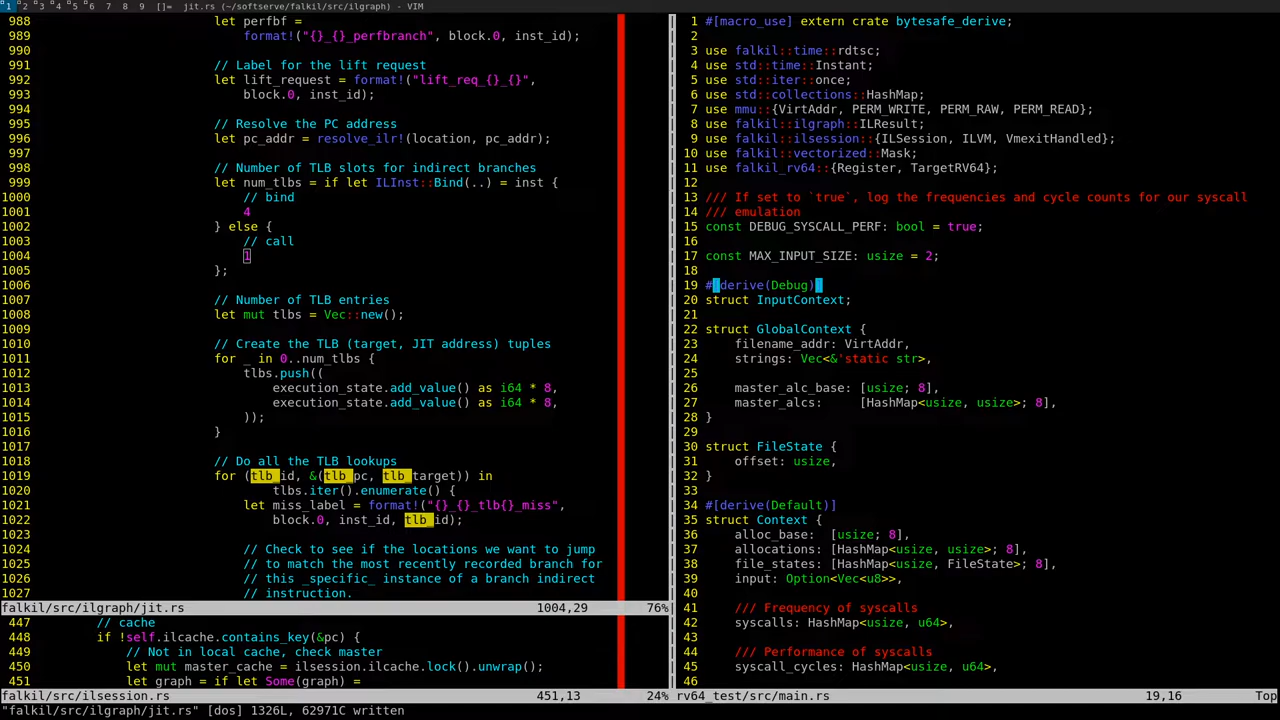 1 2 3 4 5 6 7 8 9 []= jit.rs (~/softserve/falkil/src/ilgraph) - VIM
988 let perfbf =
989 format!("{}_{}_perfbranch", block.0, inst_id);
990
991 // Label for the lift request
992 let lift_request = format!("lift_req_{}_{}",
993 block.0, inst_id);
994
995 // Resolve the PC address
996 let pc_addr = resolve_ilr!(location, pc_addr);
997
998 // Number of TLB slots for indirect branches
999 let num_tlbs = if let ILInst::Bind(..) = inst {
1000 // bind
1001 4
1002 } else {
1003 // call
1004 1
1005 };
1006
1007 // Number of TLB entries
1008 let mut tlbs = Vec::new();
1009
1010 // Create the TLB (target, JIT address) tuples
1011 for _ in 0..num_tlbs {
1012 tlbs.push((
1013 execution_state.add_value() as i64 * 8,
1014 execution_state.add_value() as i64 * 8,
1015 ));
1016 }
1017
1018 // Do all the TLB lookups
1019 for (tlb_id, &(tlb_pc, tlb_target)) in
1020 tlbs.iter().enumerate() {
1021 let miss_label = format!("{}_{}_tlb{}_miss",
1022 block.0, inst_id, tlb_id);
1023
1024 // Check to see if the locations we want to jump
1025 // to match the most recently recorded branch for
1026 // this _specific_ instance of a branch indirect
1027 // instruction.
falkil/src/ilgraph/jit.rs 1004,29 76%
447 // cache
448 if !self.ilcache.contains_key(&pc) {
449 // Not in local cache, check master
450 let mut master_cache = ilsession.ilcache.lock().unwrap();
451 let graph = if let Some(graph) =
falkil/src/ilsession.rs 451,13 24%
1 #[macro_use] extern crate bytesafe_derive;
2
3 use falkil::time::rdtsc;
4 use std::time::Instant;
5 use std::iter::once;
6 use std::collections::HashMap;
7 use mmu::{VirtAddr, PERM_WRITE, PERM_RAW, PERM_READ};
8 use falkil::ilgraph::ILResult;
9 use falkil::ilsession::{ILSession, ILVM, VmexitHandled};
10 use falkil::vectorized::Mask;
11 use falkil_rv64::{Register, TargetRV64};
12
13 /// If set to `true`, log the frequencies and cycle counts for our syscall
14 /// emulation
15 const DEBUG_SYSCALL_PERF: bool = true;
16
17 const MAX_INPUT_SIZE: usize = 2;
18
19 #[derive(Debug)]
20 struct InputContext;
21
22 struct GlobalContext {
23 filename_addr: VirtAddr,
24 strings: Vec<&'static str>,
25
26 master_alc_base: [usize; 8],
27 master_alcs: [HashMap<usize, usize>; 8],
28 }
29
30 struct FileState {
31 offset: usize,
32 }
33
34 #[derive(Default)]
35 struct Context {
36 alloc_base: [usize; 8],
37 allocations: [HashMap<usize, usize>; 8],
38 file_states: [HashMap<usize, FileState>; 8],
39 input: Option<Vec<u8>>,
40
41 /// Frequency of syscalls
42 syscalls: HashMap<usize, u64>,
43
44 /// Performance of syscalls
45 syscall_cycles: HashMap<usize, u64>,
46
rv64_test/src/main.rs 19,16 Top
"falkil/src/ilgraph/jit.rs" [dos] 1326L, 62971C written